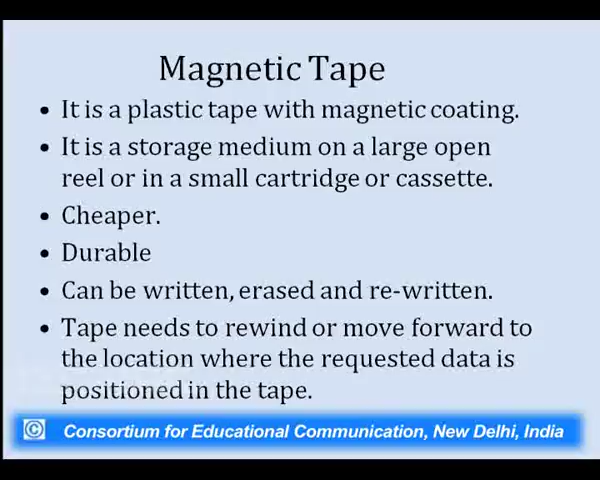 Magnetic Tape
• It is a plastic tape with magnetic coating.
• It is a storage medium on a large open
reel or in a small cartridge or cassette.
• Cheaper.
• Durable
• Can be written, erased and re-written.
• Tape needs to rewind or move forward to
the location where the requested data is
positioned in the tape.
© Consortium for Educational Communication, New Delhi, India